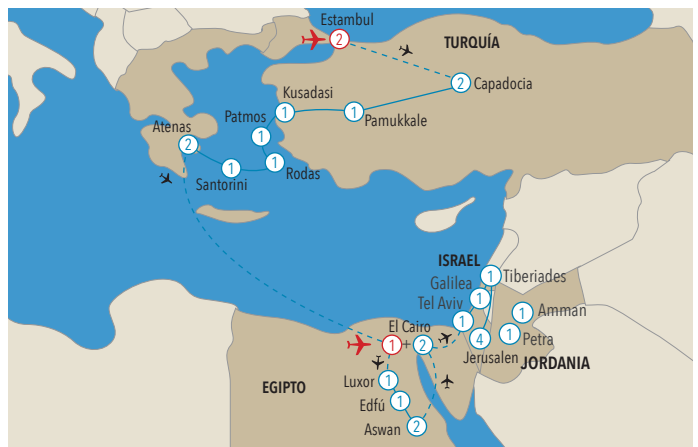 Estambul
2
TURQUÍA
2
Capadocia
Kusadasi
1
1
Pamukkale
Patmos
1
Atenas
2
1
Santorini
1
Rodas
ISRAEL
1
Tiberiades
Galilea
1
Tel Aviv
1
1
Amman
El Cairo
1 + 2
4
Jerusalen
1
Petra
JORDANIA
EGIPTO
Luxor
1
Edfú
1
Aswan
2